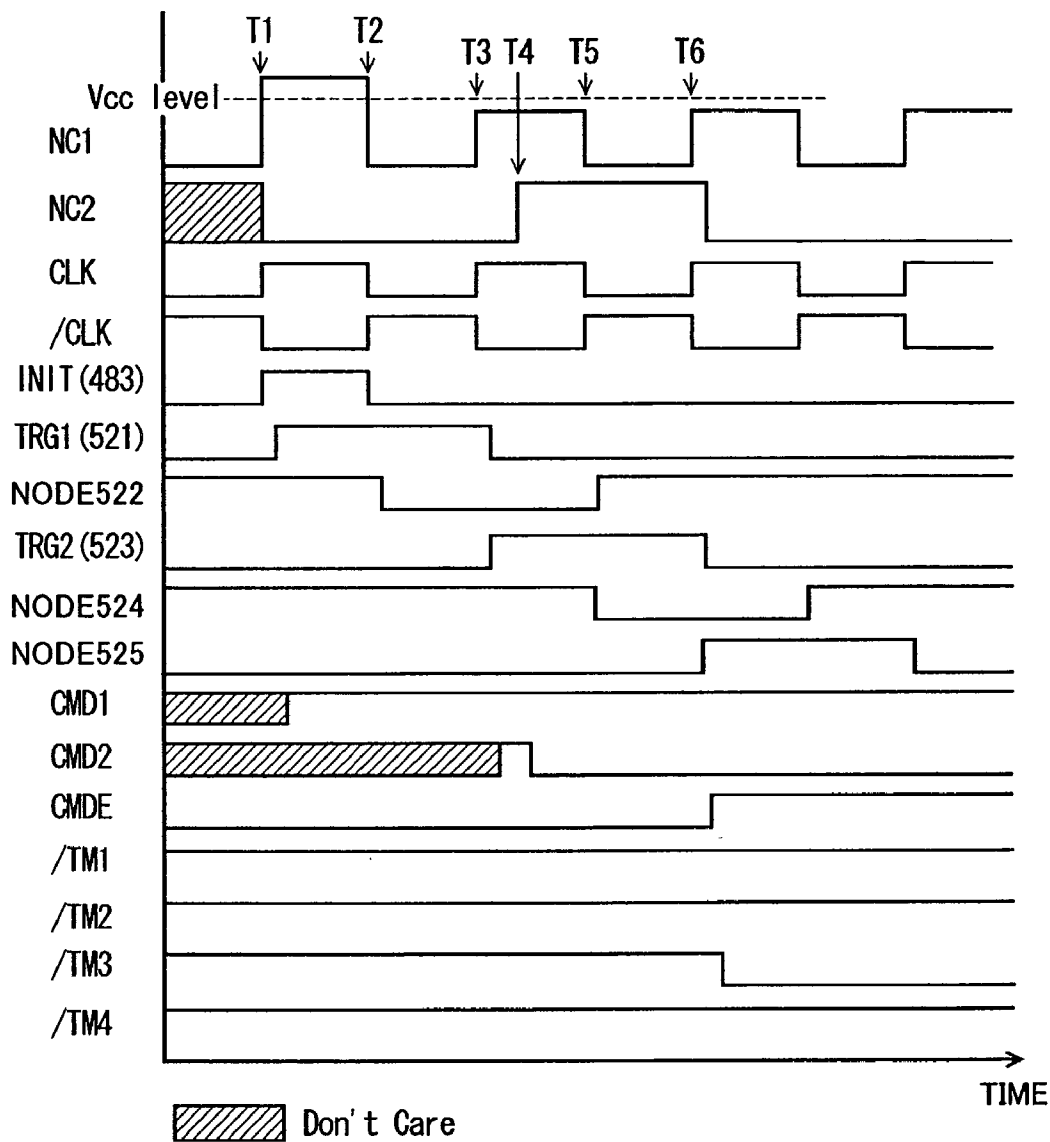 T1 T2 T3 T4 T5 T6
Vcc level
NC1
NC2
CLK
/CLK
INIT(483)
TRG1(521)
NODE522
TRG2(523)
NODE524
NODE525
CMD1
CMD2
CMDE
/TM1
/TM2
/TM3
/TM4
TIME
Don't Care